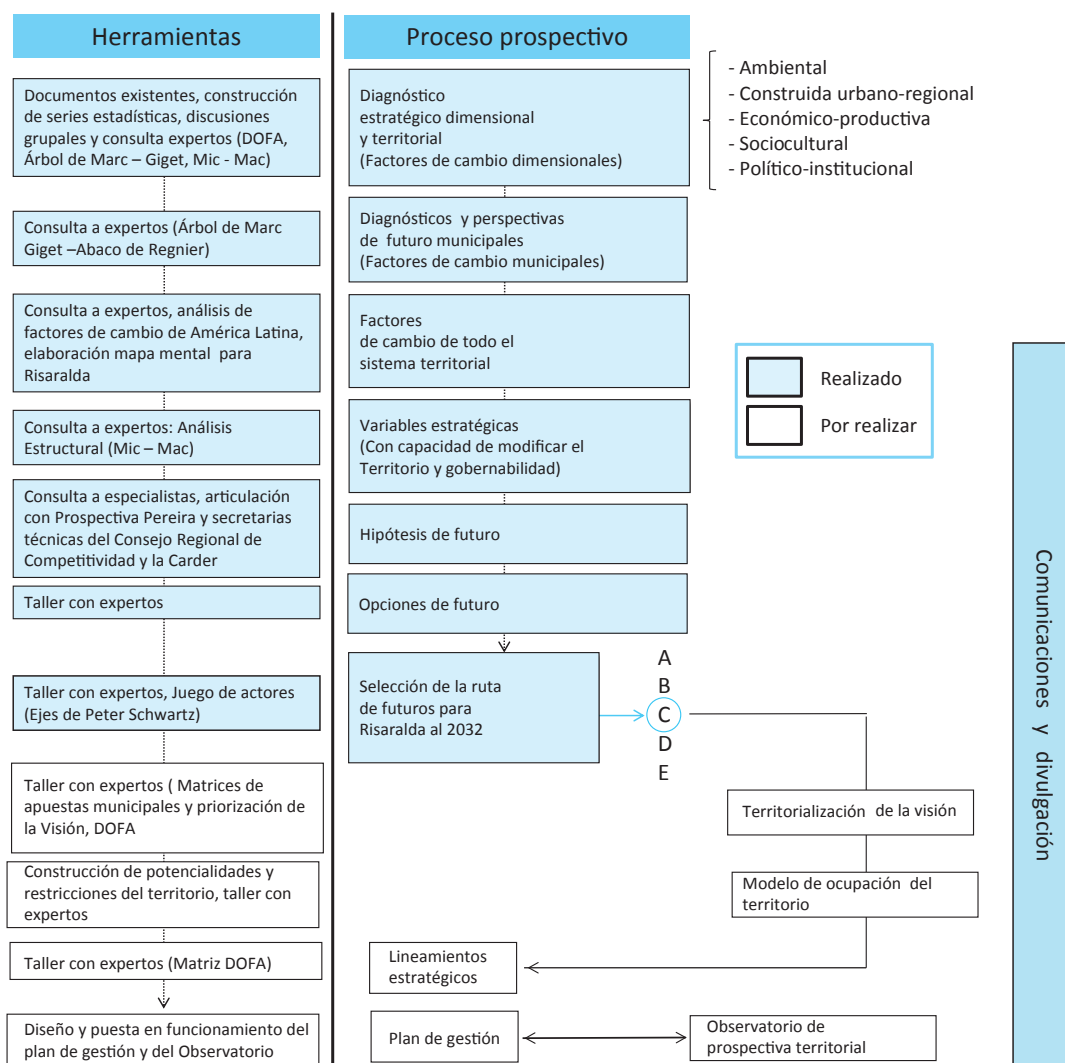 Herramientas
Documentos existentes, construcción
de series estadísticas, discusiones
grupales y consulta expertos (DOFA,
Árbol de Marc – Giget, Mic - Mac)
Consulta a expertos (Árbol de Marc
Giget –Abaco de Regnier)
Consulta a expertos, análisis de
factores de cambio de América Latina,
elaboración mapa mental para
Risaralda
Consulta a expertos: Análisis
Estructural (Mic – Mac)
Consulta a especialistas, articulación
con Prospectiva Pereira y secretarias
técnicas del Consejo Regional de
Competitividad y la Carder
Taller con expertos
Taller con expertos, Juego de actores
(Ejes de Peter Schwartz)
Taller con expertos ( Matrices de
apuestas municipales y priorización de
la Visión, DOFA
Construcción de potencialidades y
restricciones del territorio, taller con
expertos
Taller con expertos (Matriz DOFA)
Diseño y puesta en funcionamiento del
plan de gestión y del Observatorio
Proceso prospectivo
Diagnóstico
estratégico dimensional
y territorial
(Factores de cambio dimensionales)
- Ambiental
- Construida urbano-regional
- Económico-productiva
- Sociocultural
- Político-institucional
Diagnósticos y perspectivas
de futuro municipales
(Factores de cambio municipales)
Factores
de cambio de todo el
sistema territorial
Variables estratégicas
(Con capacidad de modificar el
Territorio y gobernabilidad)
Hipótesis de futuro
Opciones de futuro
Selección de la ruta
de futuros para
Risaralda al 2032
A
B
C
D
E
Territorialización de la visión
Modelo de ocupación del
territorio
Lineamientos
estratégicos
Plan de gestión
Observatorio de
prospectiva territorial
Realizado
Por realizar
Comunicaciones y divulgación